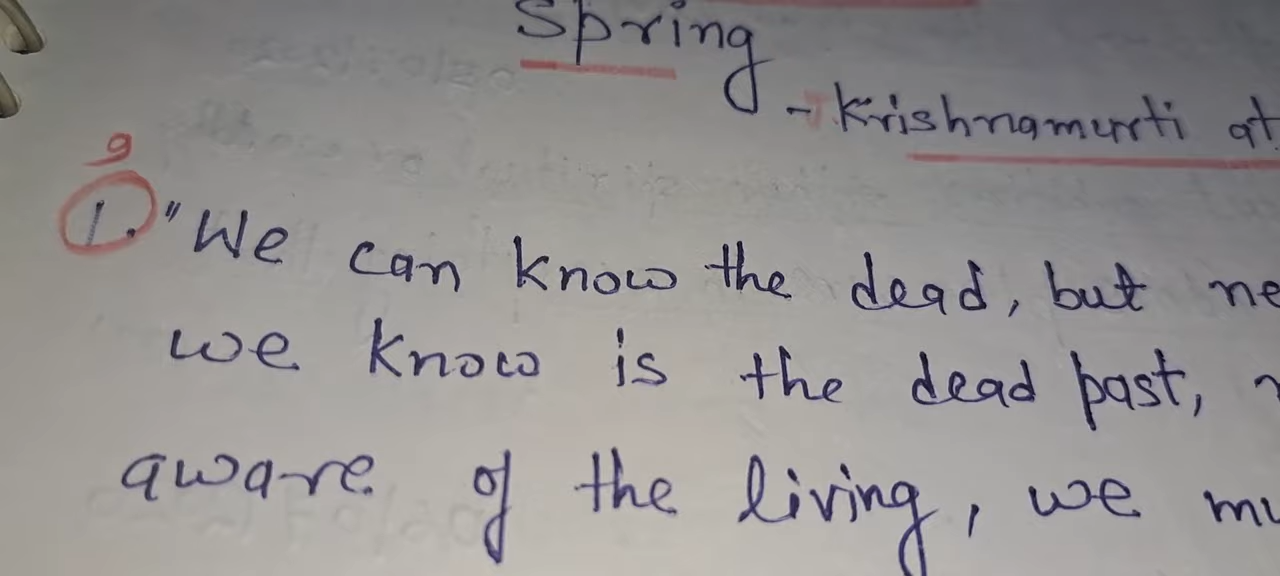 Spring
- J. Krishnamurti at
9
1. "We can know the dead, but
we know is the dead past,
aware of the living, we